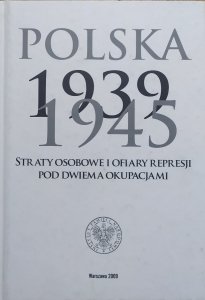 POLSKA
1939
1945
STRATY OSOBOWE I OFIARY REPRESJI
POD DWIEMA OKUPACJAMI
Warszawa 2009